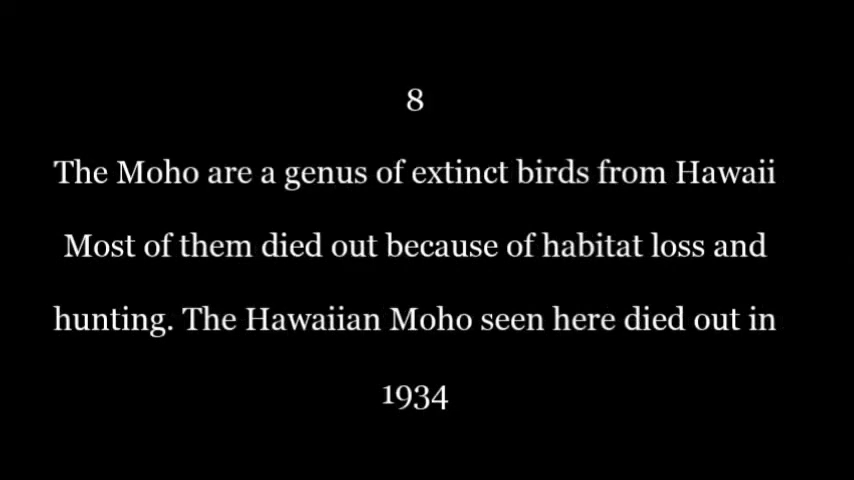 8
The Moho are a genus of extinct birds from Hawaii
Most of them died out because of habitat loss and
hunting. The Hawaiian Moho seen here died out in
1934